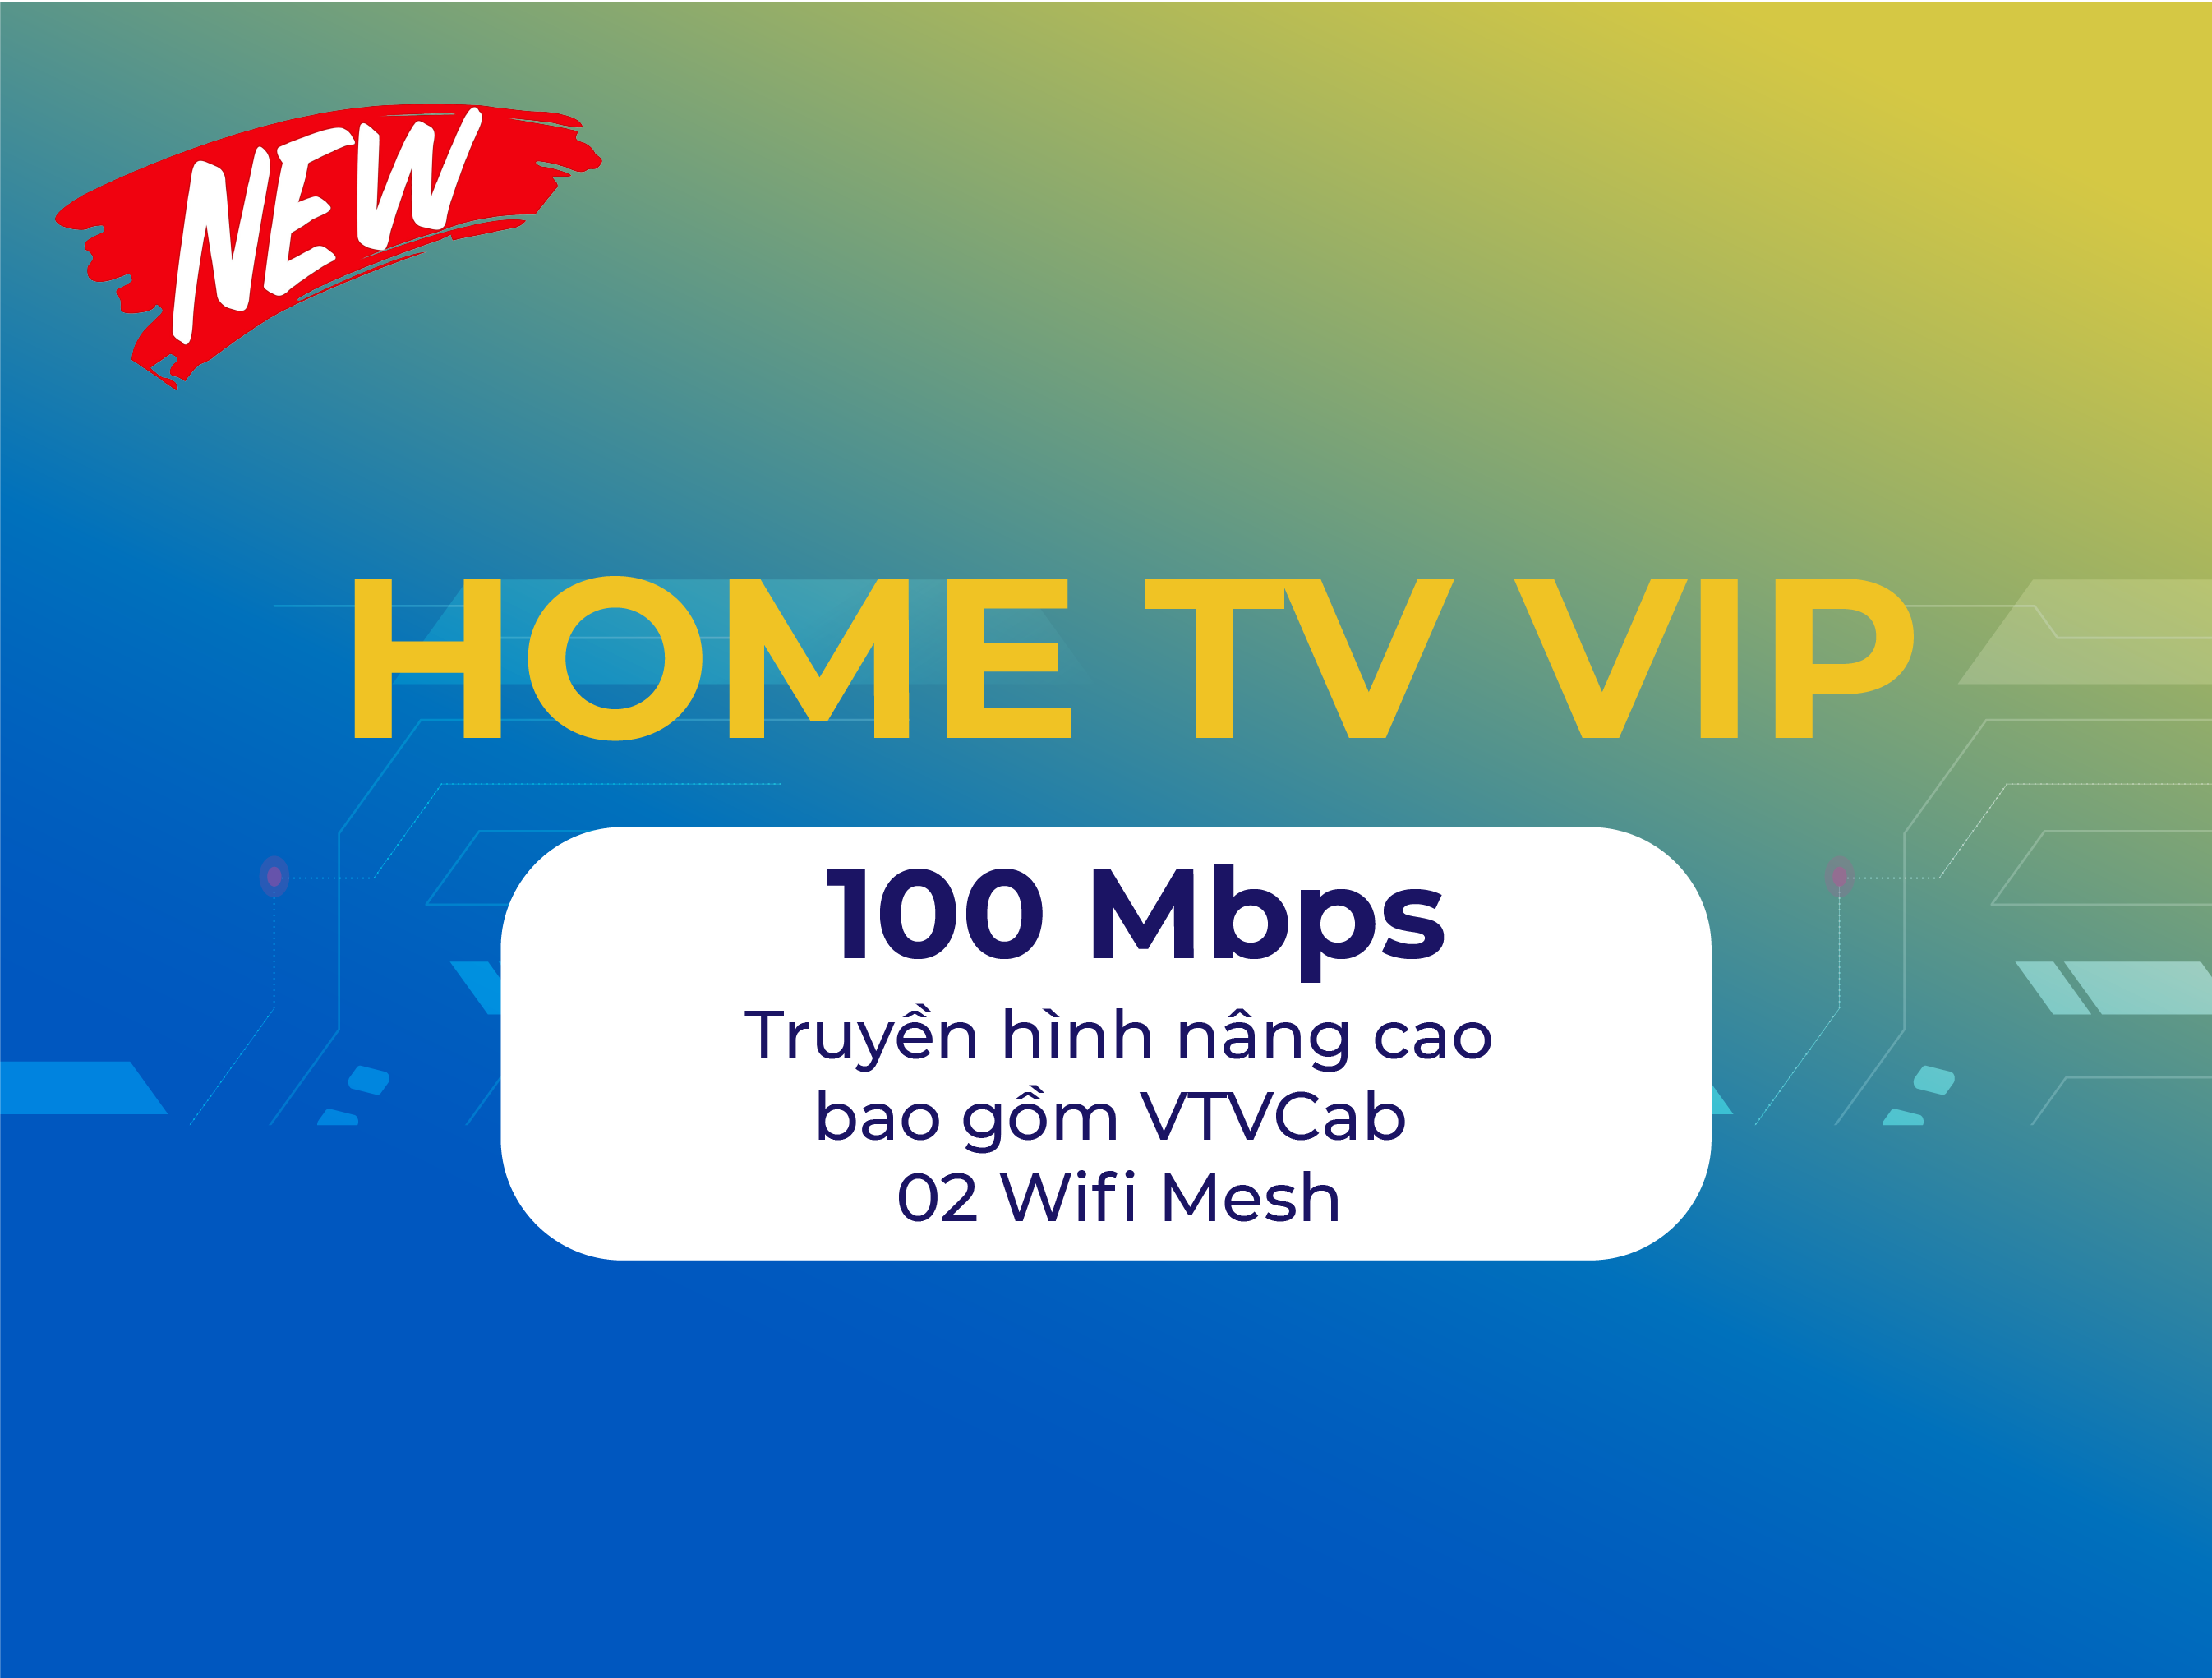 NEW
HOME TV VIP
100 Mbps
Truyền hình nâng cao
bao gồm VTVCab
02 Wifi Mesh